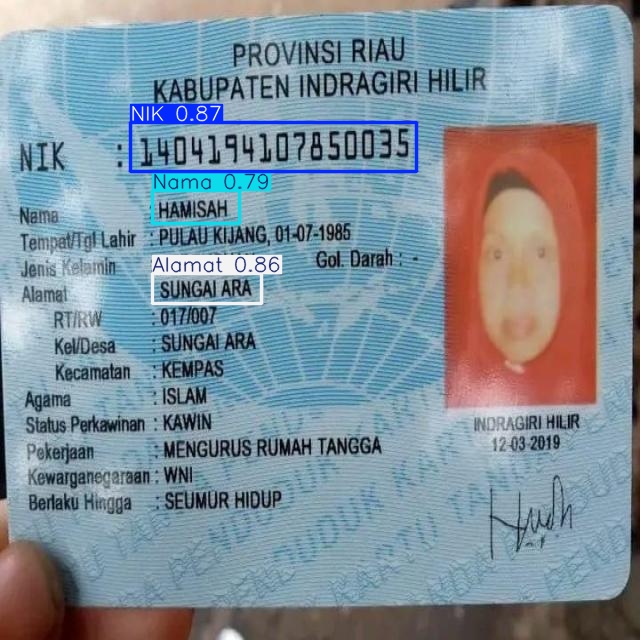 PROVINSI RIAU
KABUPATEN INDRAGIRI HILIR
NIK 0.87
NIK : 1404194107850035
Nama 0.79
Nama : HAMISAH
Tempat/Tgl Lahir : PULAU KIJANG, 01-07-1985
Jenis Kelamin Gol. Darah : -
Alamat 0.86
Alamat : SUNGAI ARA
RT/RW : 017/007
Kel/Desa : SUNGAI ARA
Kecamatan : KEMPAS
Agama : ISLAM
Status Perkawinan : KAWIN
Pekerjaan : MENGURUS RUMAH TANGGA
Kewarganegaraan : WNI
Berlaku Hingga : SEUMUR HIDUP
INDRAGIRI HILIR
12-03-2019